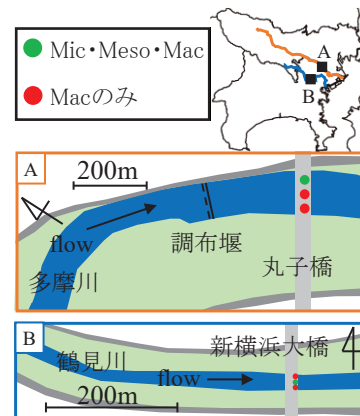 Mic・Meso・Mac
Macのみ
A
B
A
200m
flow
調布堰
多摩川
丸子橋
B
鶴見川
新横浜大橋
flow
200m